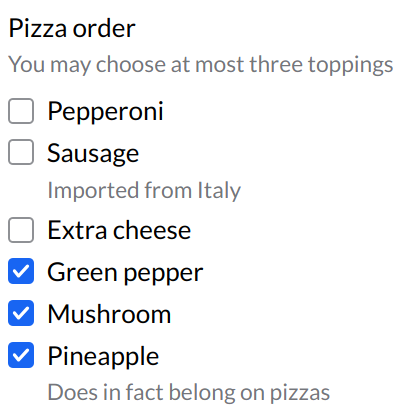 Pizza order
You may choose at most three toppings
Pepperoni
Sausage
Imported from Italy
Extra cheese
Green pepper
Mushroom
Pineapple
Does in fact belong on pizzas